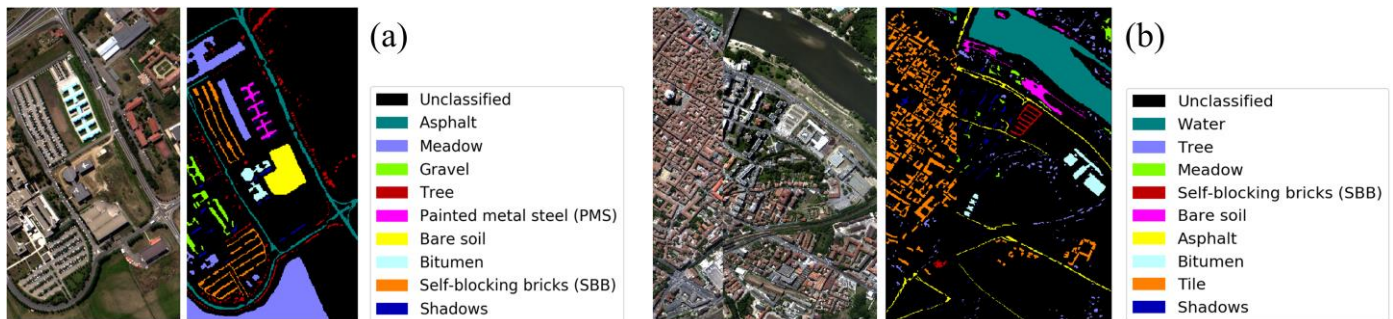 (a)
Unclassified
Asphalt
Meadow
Gravel
Tree
Painted metal steel (PMS)
Bare soil
Bitumen
Self-blocking bricks (SBB)
Shadows
(b)
Unclassified
Water
Tree
Meadow
Self-blocking bricks (SBB)
Bare soil
Asphalt
Bitumen
Tile
Shadows